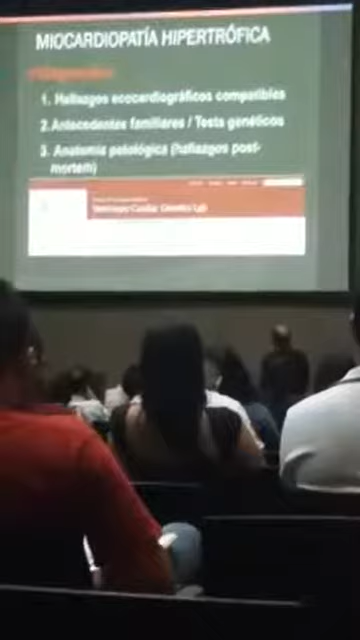 MIOCARDIOPATÍA HIPERTRÓFICA
1. Hallazgos ecocardiográficos compatibles
2. Antecedentes familiares / Tests genéticos
3. Anatomía patológica (hallazgos post-
mortem)